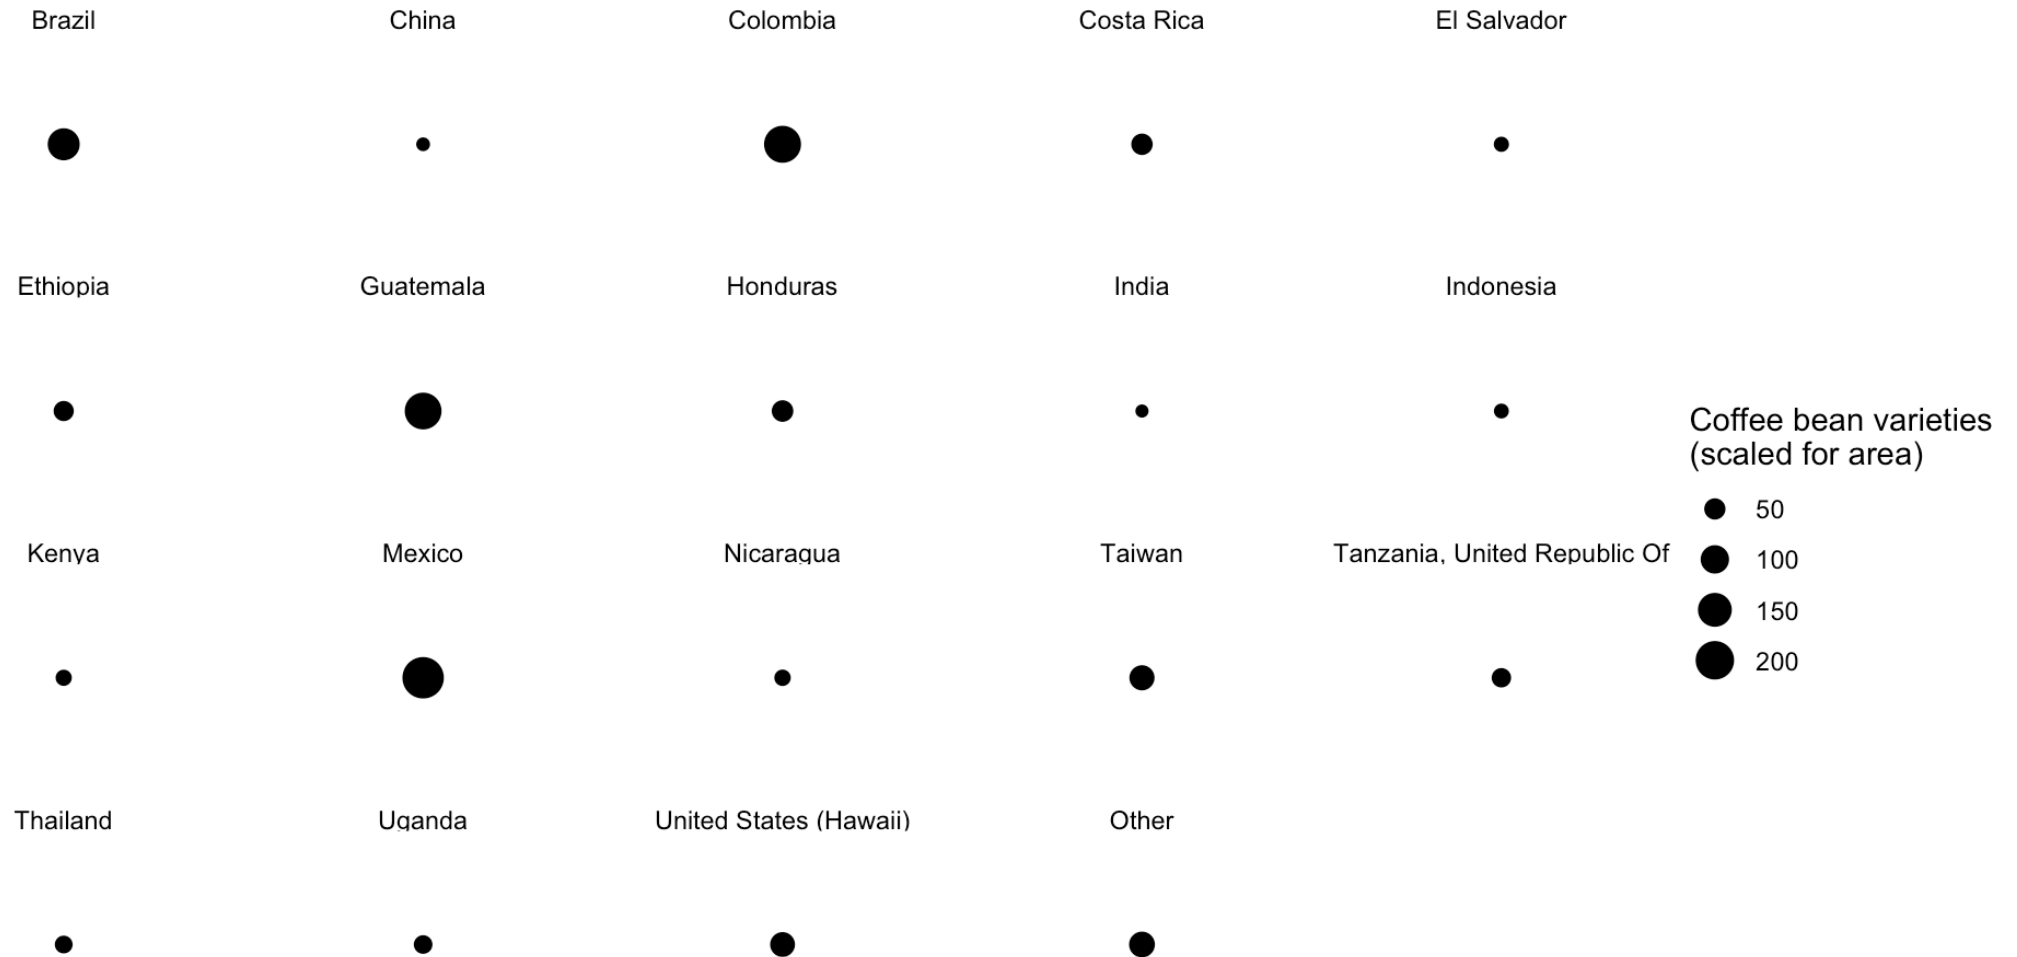 Brazil
China
Colombia
Costa Rica
El Salvador
Ethiopia
Guatemala
Honduras
India
Indonesia
Kenya
Mexico
Nicaragua
Taiwan
Tanzania, United Republic Of
Thailand
Uganda
United States (Hawaii)
Other
Coffee bean varieties
(scaled for area)
50
100
150
200